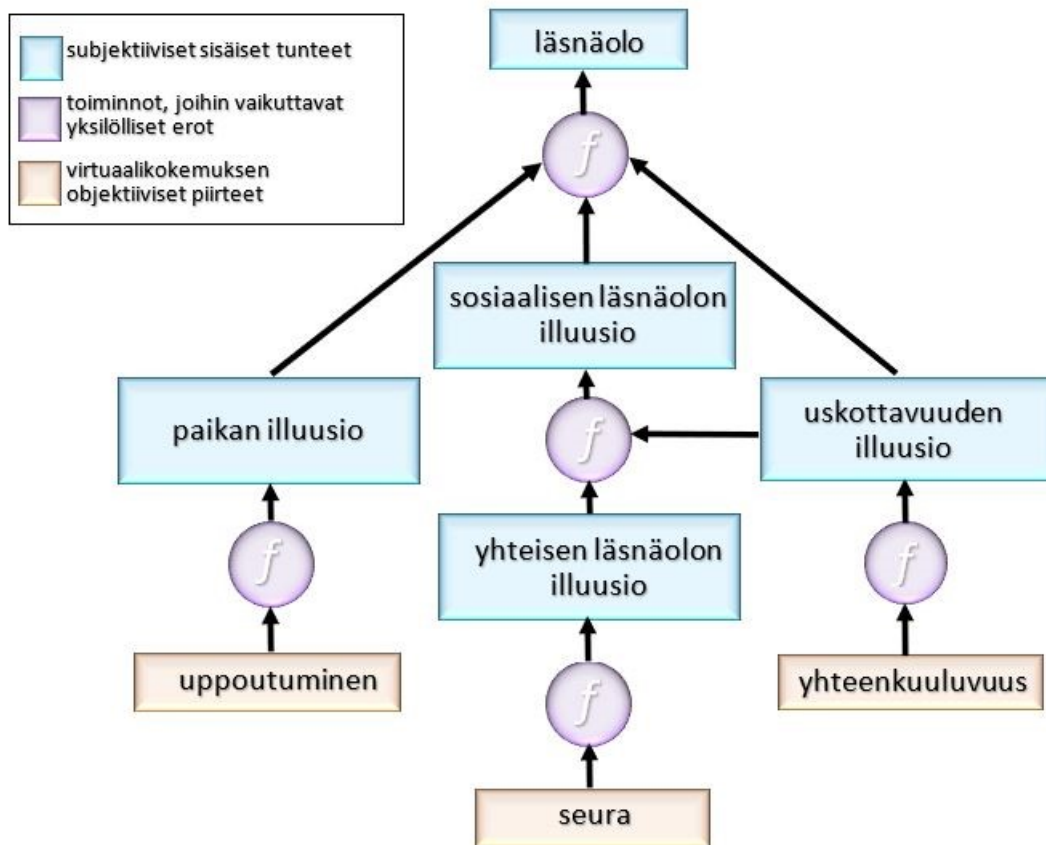 subjektiiviset sisäiset tunteet
toiminnot, joihin vaikuttavat
yksilölliset erot
virtuaalikokemuksen
objektiiviset piirteet
läsnäolo
f
sosiaalisen läsnäolon
illuusio
paikan illuusio
f
uskottavuuden
illuusio
f
yhteisen läsnäolon
illuusio
f
uppoutuminen
f
yhteenkuuluvuus
seura